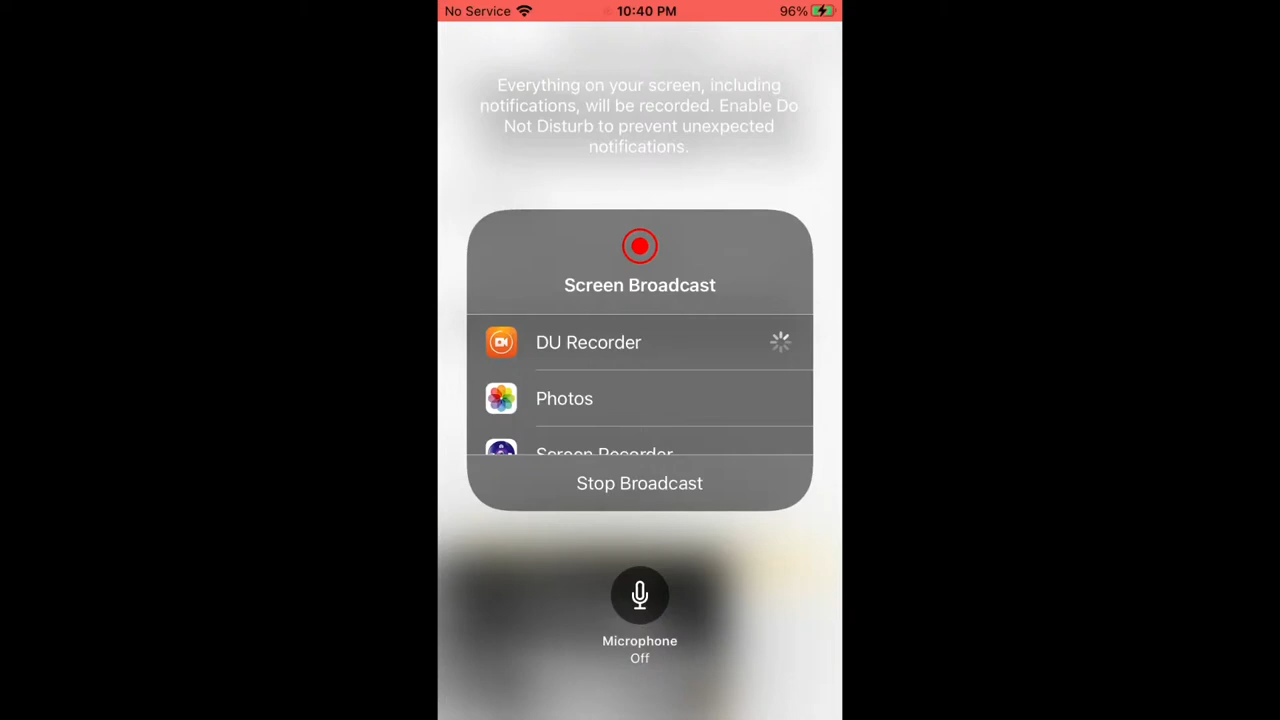 No Service 10:40 PM 96%
Everything on your screen, including
notifications, will be recorded. Enable Do
Not Disturb to prevent unexpected
notifications.
Screen Broadcast
DU Recorder
Photos
Screen Recorder
Stop Broadcast
Microphone
Off